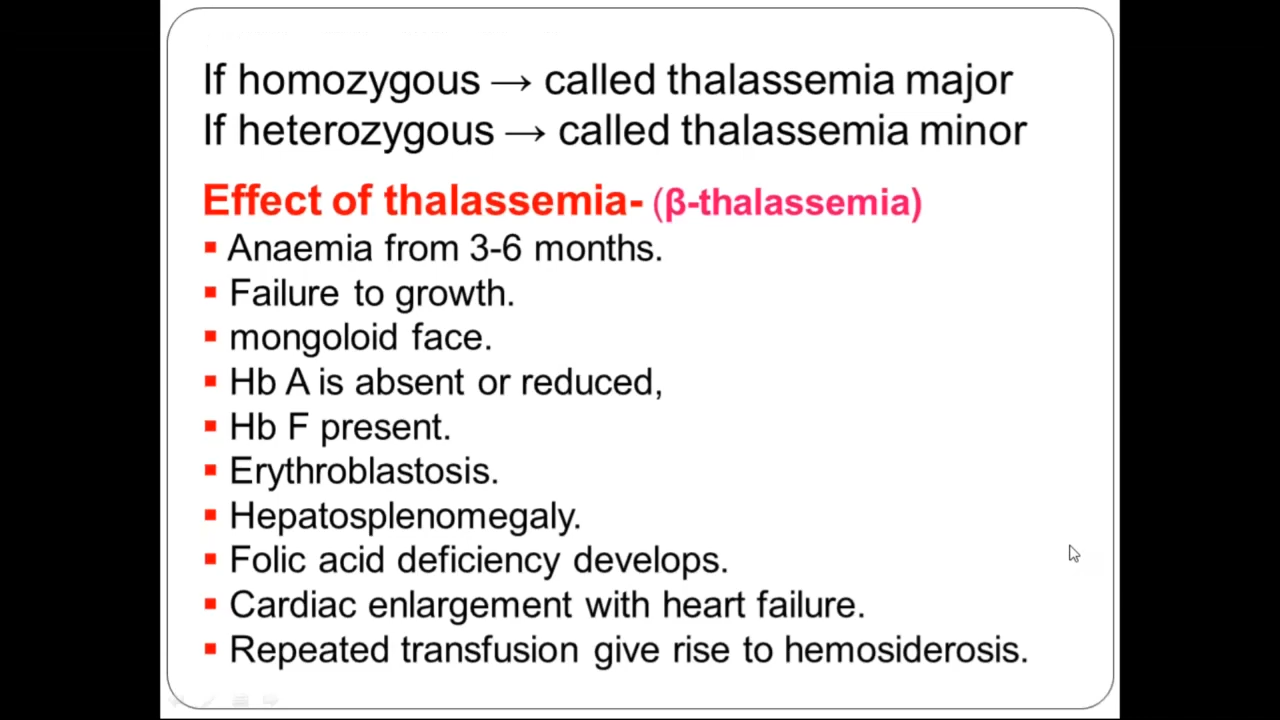 If homozygous → called thalassemia major
If heterozygous → called thalassemia minor
Effect of thalassemia- (β-thalassemia)
▪ Anaemia from 3-6 months.
▪ Failure to growth.
▪ mongoloid face.
▪ Hb A is absent or reduced,
▪ Hb F present.
▪ Erythroblastosis.
▪ Hepatosplenomegaly.
▪ Folic acid deficiency develops.
▪ Cardiac enlargement with heart failure.
▪ Repeated transfusion give rise to hemosiderosis.